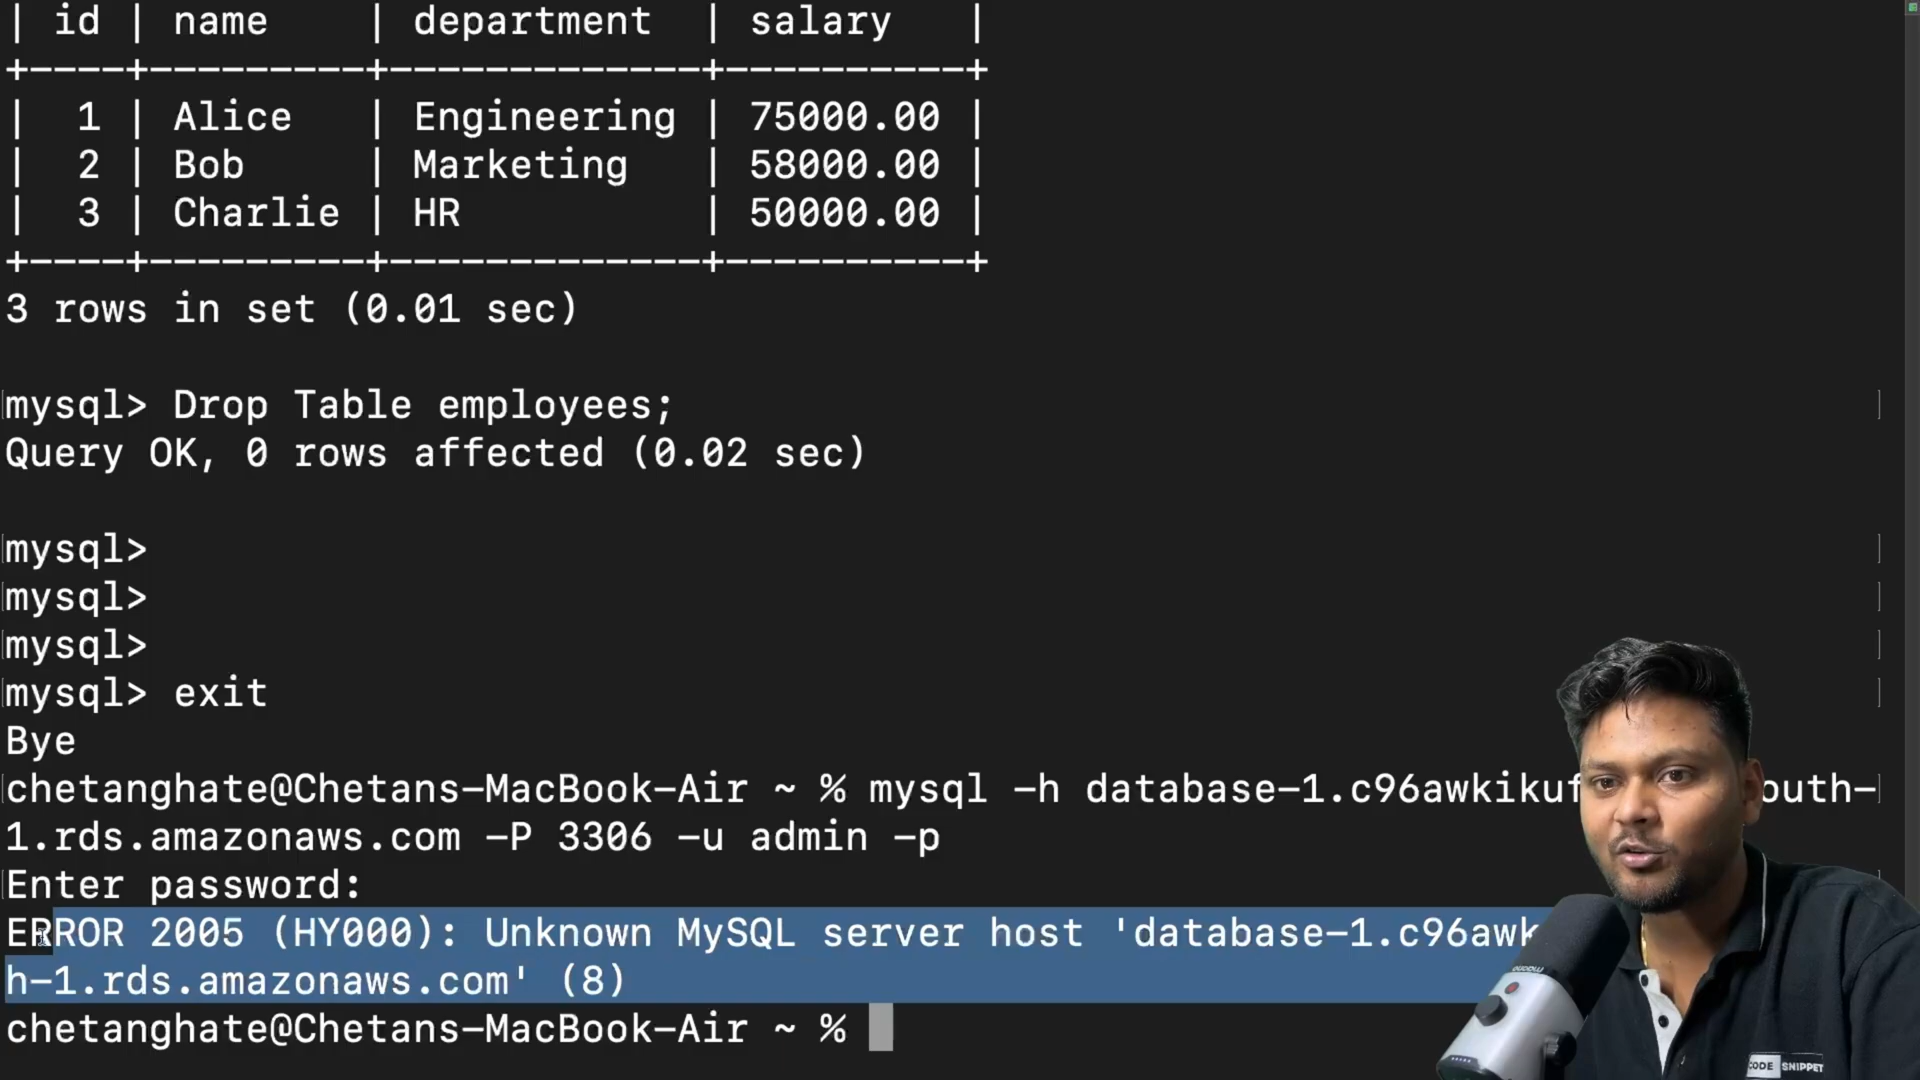 | id | name | department | salary |
+----+---------+-------------+----------+
| 1 | Alice | Engineering | 75000.00 |
| 2 | Bob | Marketing | 58000.00 |
| 3 | Charlie | HR | 50000.00 |
+----+---------+-------------+----------+
3 rows in set (0.01 sec)
mysql> Drop Table employees;
Query OK, 0 rows affected (0.02 sec)
mysql>
mysql>
mysql>
mysql> exit
Bye
chetanghate@Chetans-MacBook-Air ~ % mysql -h database-1.c96awkikuf outh-
1.rds.amazonaws.com -P 3306 -u admin -p
Enter password:
ERROR 2005 (HY000): Unknown MySQL server host 'database-1.c96awk
h-1.rds.amazonaws.com' (8)
chetanghate@Chetans-MacBook-Air ~ %
CODE SNIPPET